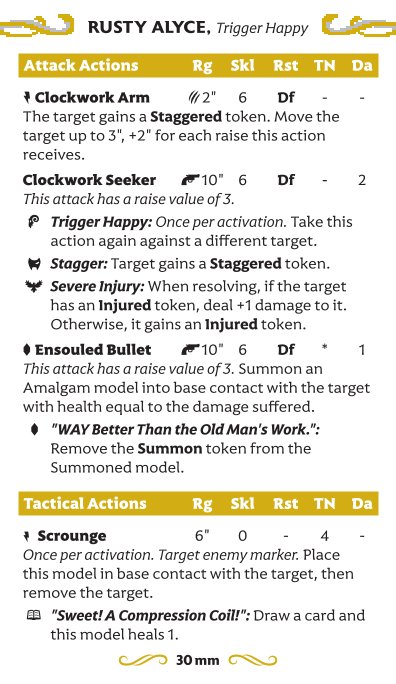 RUSTY ALYCE, Trigger Happy
Attack Actions Rg Skl Rst TN Da
Clockwork Arm 2" 6 Df - -
The target gains a Staggered token. Move the
target up to 3", +2" for each raise this action
receives.
Clockwork Seeker 10" 6 Df - 2
This attack has a raise value of 3.
Trigger Happy: Once per activation. Take this
action again against a different target.
Stagger: Target gains a Staggered token.
Severe Injury: When resolving, if the target
has an Injured token, deal +1 damage to it.
Otherwise, it gains an Injured token.
Ensouled Bullet 10" 6 Df * 1
This attack has a raise value of 3. Summon an
Amalgam model into base contact with the target
with health equal to the damage suffered.
"WAY Better Than the Old Man's Work.":
Remove the Summon token from the
Summoned model.
Tactical Actions Rg Skl Rst TN Da
Scrounge 6" 0 - 4 -
Once per activation. Target enemy marker. Place
this model in base contact with the target, then
remove the target.
"Sweet! A Compression Coil!": Draw a card and
this model heals 1.
30 mm